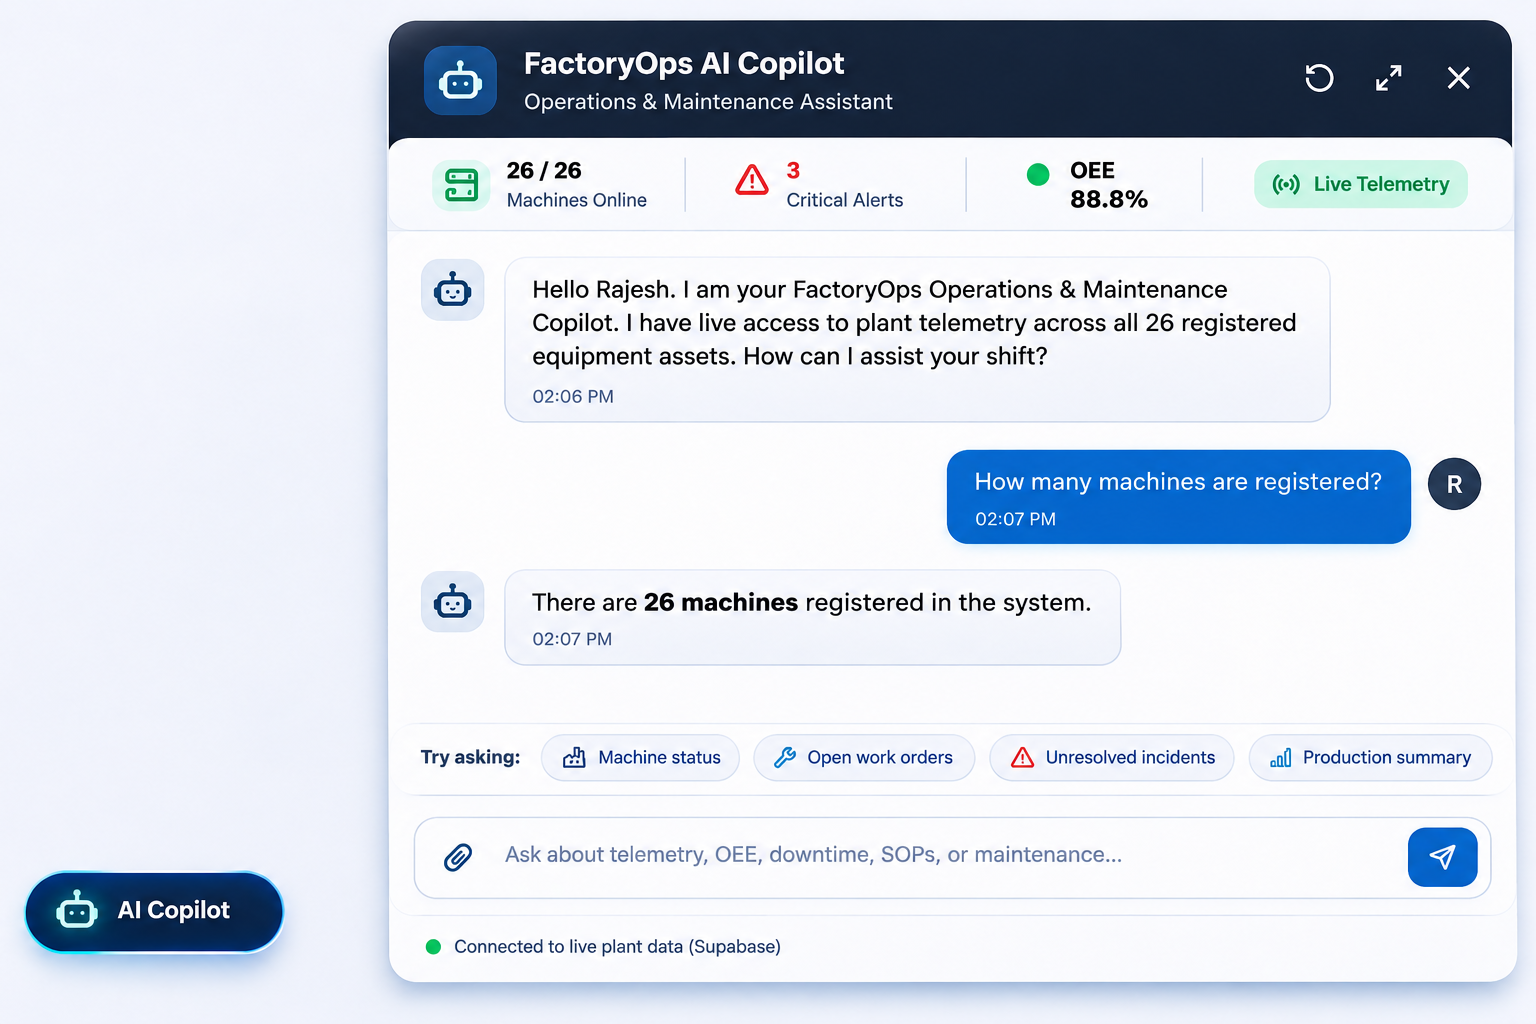 FactoryOps AI Copilot
Operations & Maintenance Assistant
26 / 26
Machines Online
3
Critical Alerts
OEE
88.8%
Live Telemetry
Hello Rajesh. I am your FactoryOps Operations & Maintenance
Copilot. I have live access to plant telemetry across all 26 registered
equipment assets. How can I assist your shift?
02:06 PM
How many machines are registered?
02:07 PM
R
There are 26 machines registered in the system.
02:07 PM
Try asking:
Machine status
Open work orders
Unresolved incidents
Production summary
Ask about telemetry, OEE, downtime, SOPs, or maintenance...
AI Copilot
Connected to live plant data (Supabase)